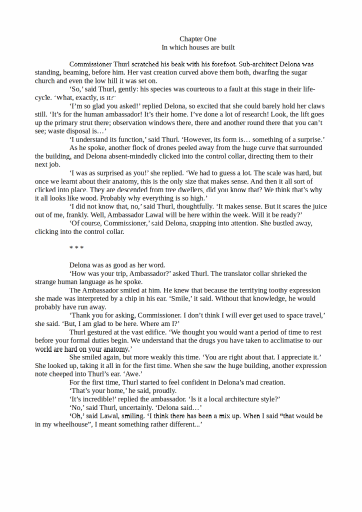 Chapter One
In which houses are built
Commissioner Thurl scratched his beak with his forefoot. Sub-architect Delona was
standing, beaming, before him. Her vast creation curved above them both, dwarfing the sugar
church and even the low hill it was set on.
‘So,’ said Thurl, gently: his species was courteous to a fault at this stage in their life-
cycle. ‘What, exactly, is it?’
‘I’m so glad you asked!’ replied Delona, so excited that she could barely hold her claws
still. ‘It’s for the human ambassador! It’s their home. I’ve done a lot of research! Look, the lift goes
up the primary strut there; observation windows there, there and another round there that you can’t
see; waste disposal is…’
‘I understand its function,’ said Thurl. ‘However, its form is… something of a surprise.’
As he spoke, another flock of drones peeled away from the huge curve that surrounded
the building, and Delona absent-mindedly clicked into the control collar, directing them to their
next job.
‘I was as surprised as you!’ she replied. ‘We had to guess a lot. The scale was hard, but
once we learnt about their anatomy, this is the only size that makes sense. And then it all sort of
clicked into place. They are descended from tree dwellers, did you know that? We think that’s why
it all looks like wood. Probably why everything is so high.’
‘I did not know that, no,’ said Thurl, thoughtfully. ‘It makes sense. But it scares the juice
out of me, frankly. Well, Ambassador Lawal will be here within the week. Will it be ready?’
‘Of course, Commissioner,’ said Delona, snapping into attention. She bustled away,
clicking into the control collar.
* * *
Delona was as good as her word.
‘How was your trip, Ambassador?’ asked Thurl. The translator collar shrieked the
strange human language as he spoke.
The Ambassador smiled at him. He knew that because the terrifying toothy expression
she made was interpreted by a chip in his ear. ‘Smile,’ it said. Without that knowledge, he would
probably have run away.
‘Thank you for asking, Commissioner. I don’t think I will ever get used to space travel,’
she said. ‘But, I am glad to be here. Where am I?’
Thurl gestured at the vast edifice. ‘We thought you would want a period of time to rest
before your formal duties begin. We understand that the drugs you have taken to acclimatise to our
world are hard on your anatomy.’
She smiled again, but more weakly this time. ‘You are right about that. I appreciate it.’
She looked up, taking it all in for the first time. When she saw the huge building, another expression
note cheeped into Thurl’s ear. ‘Awe.’
For the first time, Thurl started to feel confident in Delona’s mad creation.
‘That’s your home,’ he said, proudly.
‘It’s incredible!’ replied the ambassador. ‘Is it a local architecture style?’
‘No,’ said Thurl, uncertainly. ‘Delona said…’
‘Oh,’ said Lawal, smiling. ‘I think there has been a mix up. When I said “that would be
in my wheelhouse”, I meant something rather different...’